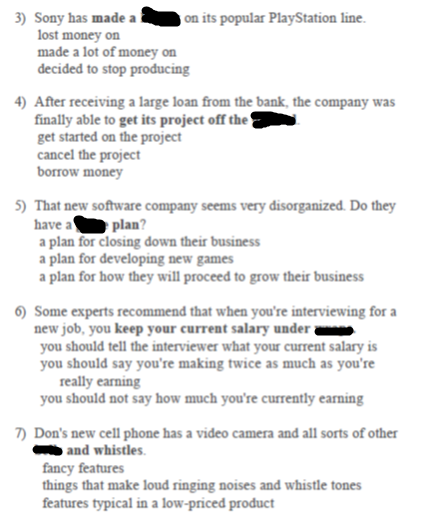 3) Sony has made a on its popular PlayStation line.
lost money on
made a lot of money on
decided to stop producing
4) After receiving a large loan from the bank, the company was
finally able to get its project off the
get started on the project
cancel the project
borrow money
5) That new software company seems very disorganized. Do they
have a plan?
a plan for closing down their business
a plan for developing new games
a plan for how they will proceed to grow their business
6) Some experts recommend that when you're interviewing for a
new job, you keep your current salary under
you should tell the interviewer what your current salary is
you should say you're making twice as much as you're
really earning
you should not say how much you're currently earning
7) Don's new cell phone has a video camera and all sorts of other
and whistles.
fancy features
things that make loud ringing noises and whistle tones
features typical in a low-priced product